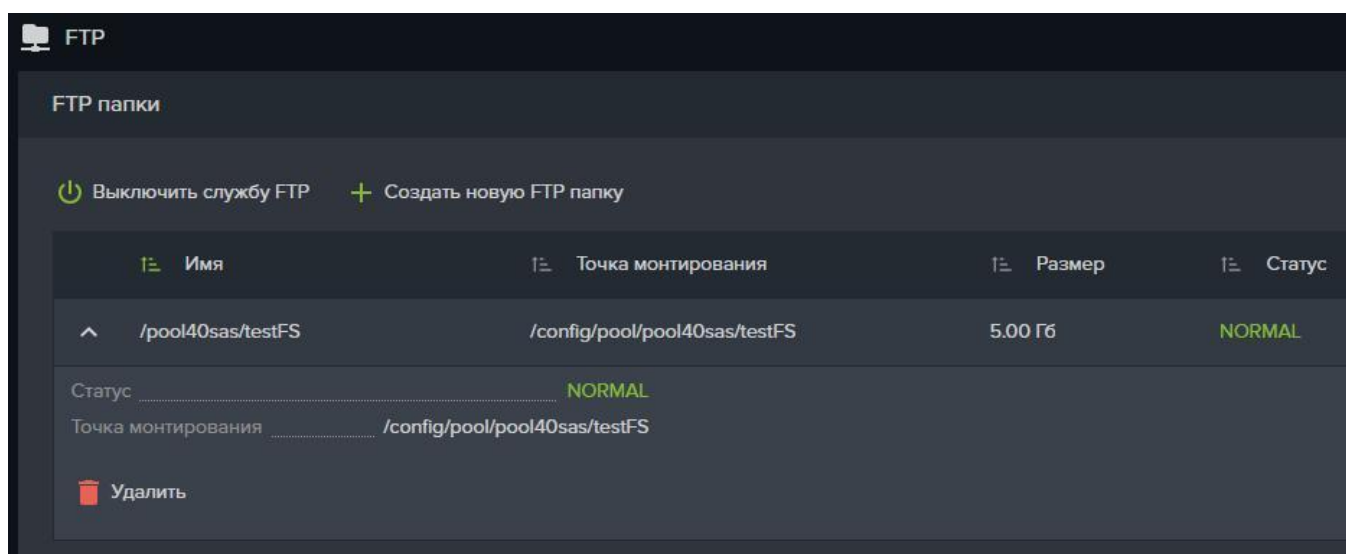 FTP
FTP папки
Выключить службу FTP Создать новую FTP папку
Имя Точка монтирования Размер Статус
/pool40sas/testFS /config/pool/pool40sas/testFS 5.00 Гб NORMAL
Статус NORMAL
Точка монтирования /config/pool/pool40sas/testFS
Удалить